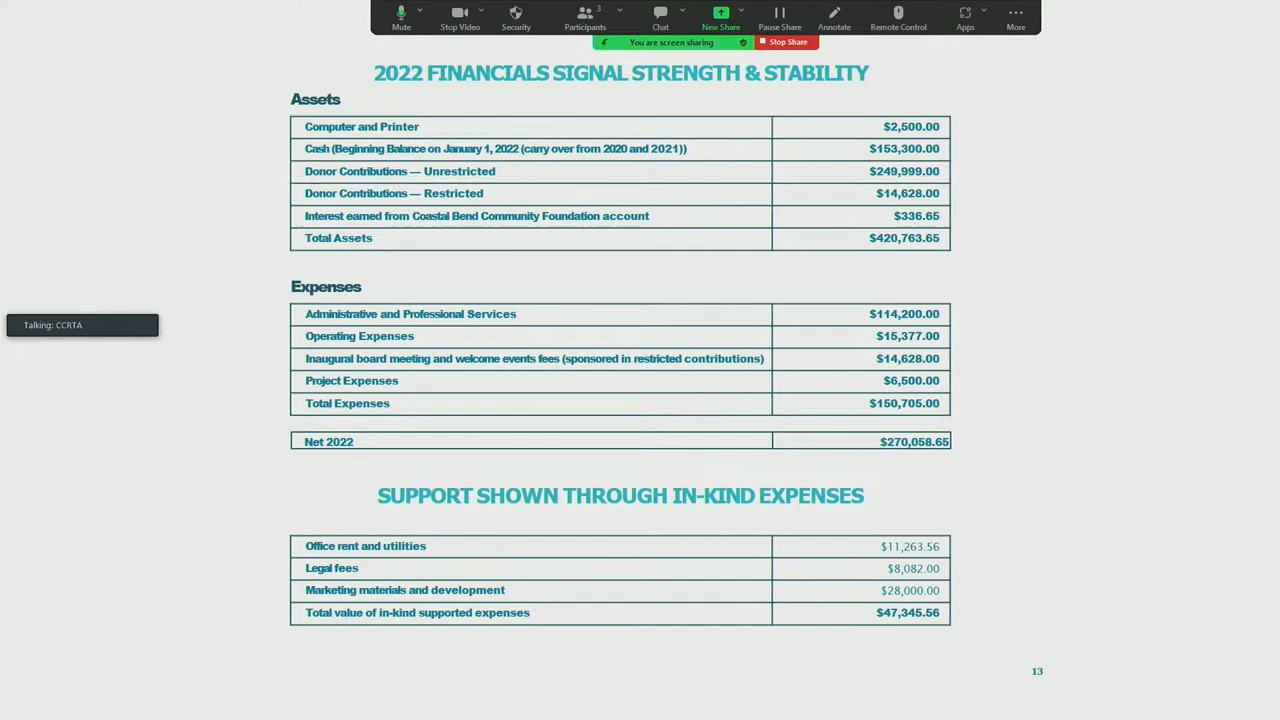 Mute
Stop Video
Security
Participants
3
Chat
New Share
Pause Share
Annotate
Remote Control
Apps
More
You are screen sharing
Stop Share
2022 FINANCIALS SIGNAL STRENGTH & STABILITY
Assets
Computer and Printer $2,500.00
Cash (Beginning Balance on January 1, 2022 (carry over from 2020 and 2021)) $153,300.00
Donor Contributions — Unrestricted $249,999.00
Donor Contributions — Restricted $14,628.00
Interest earned from Coastal Bend Community Foundation account $336.65
Total Assets $420,763.65
Expenses
Administrative and Professional Services $114,200.00
Talking: CCRTA
Operating Expenses $15,377.00
Inaugural board meeting and welcome events fees (sponsored in restricted contributions) $14,628.00
Project Expenses $6,500.00
Total Expenses $150,705.00
Net 2022 $270,058.65
SUPPORT SHOWN THROUGH IN-KIND EXPENSES
Office rent and utilities $11,263.56
Legal fees $8,082.00
Marketing materials and development $28,000.00
Total value of in-kind supported expenses $47,345.56
13